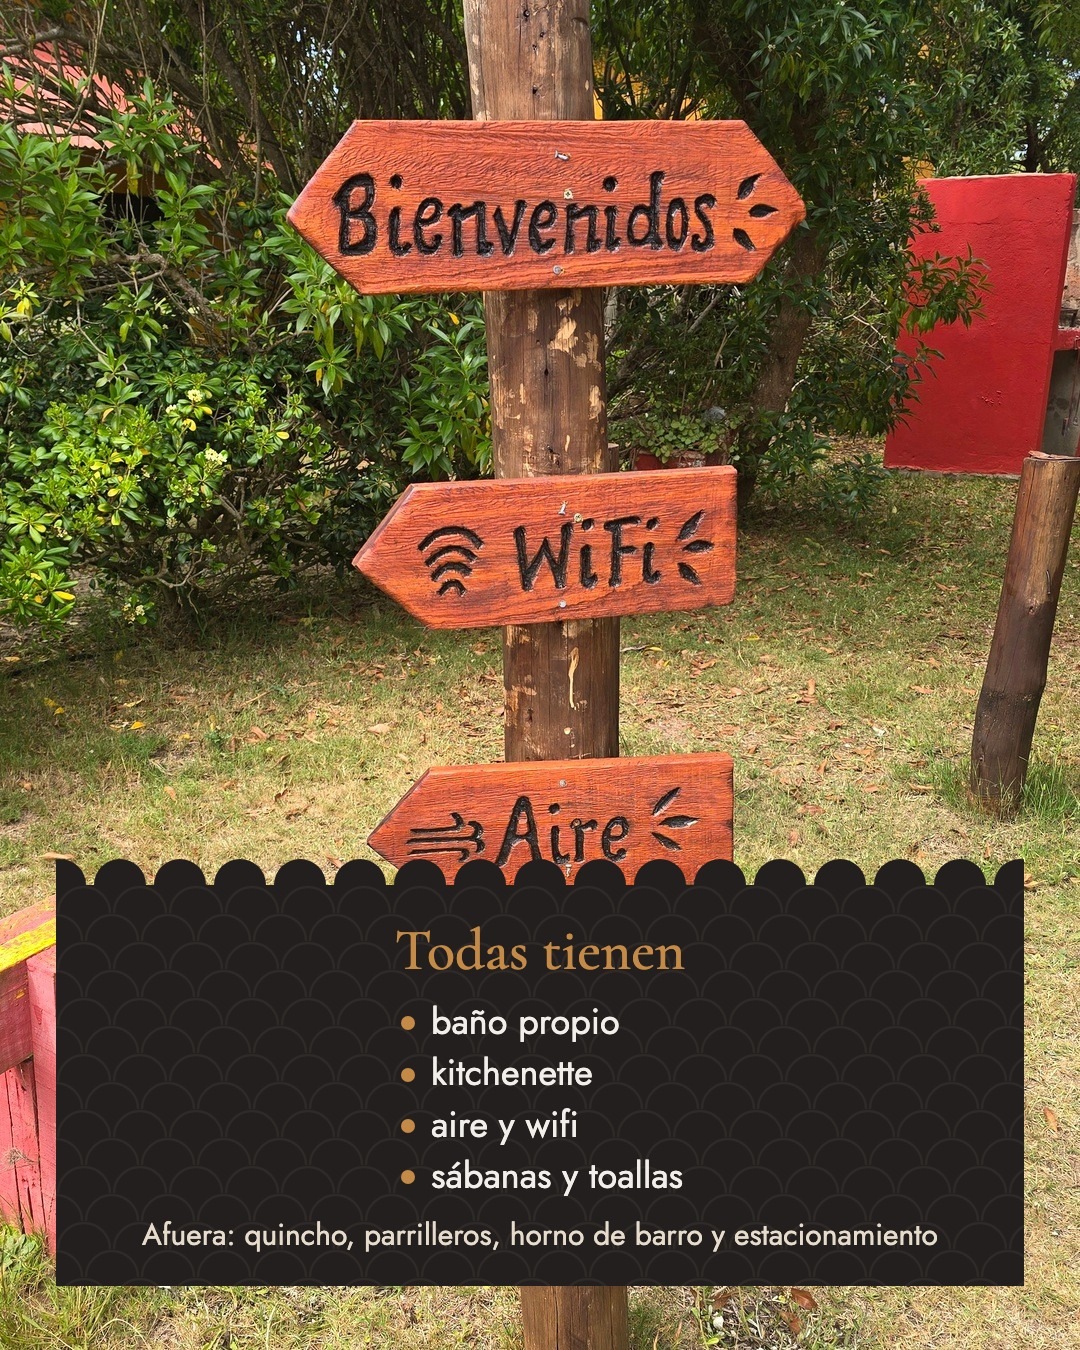 Bienvenidos
WiFi
Aire
Todas tienen
baño propio
kitchenette
aire y wifi
sábanas y toallas
Afuera: quincho, parrilleros, horno de barro y estacionamiento